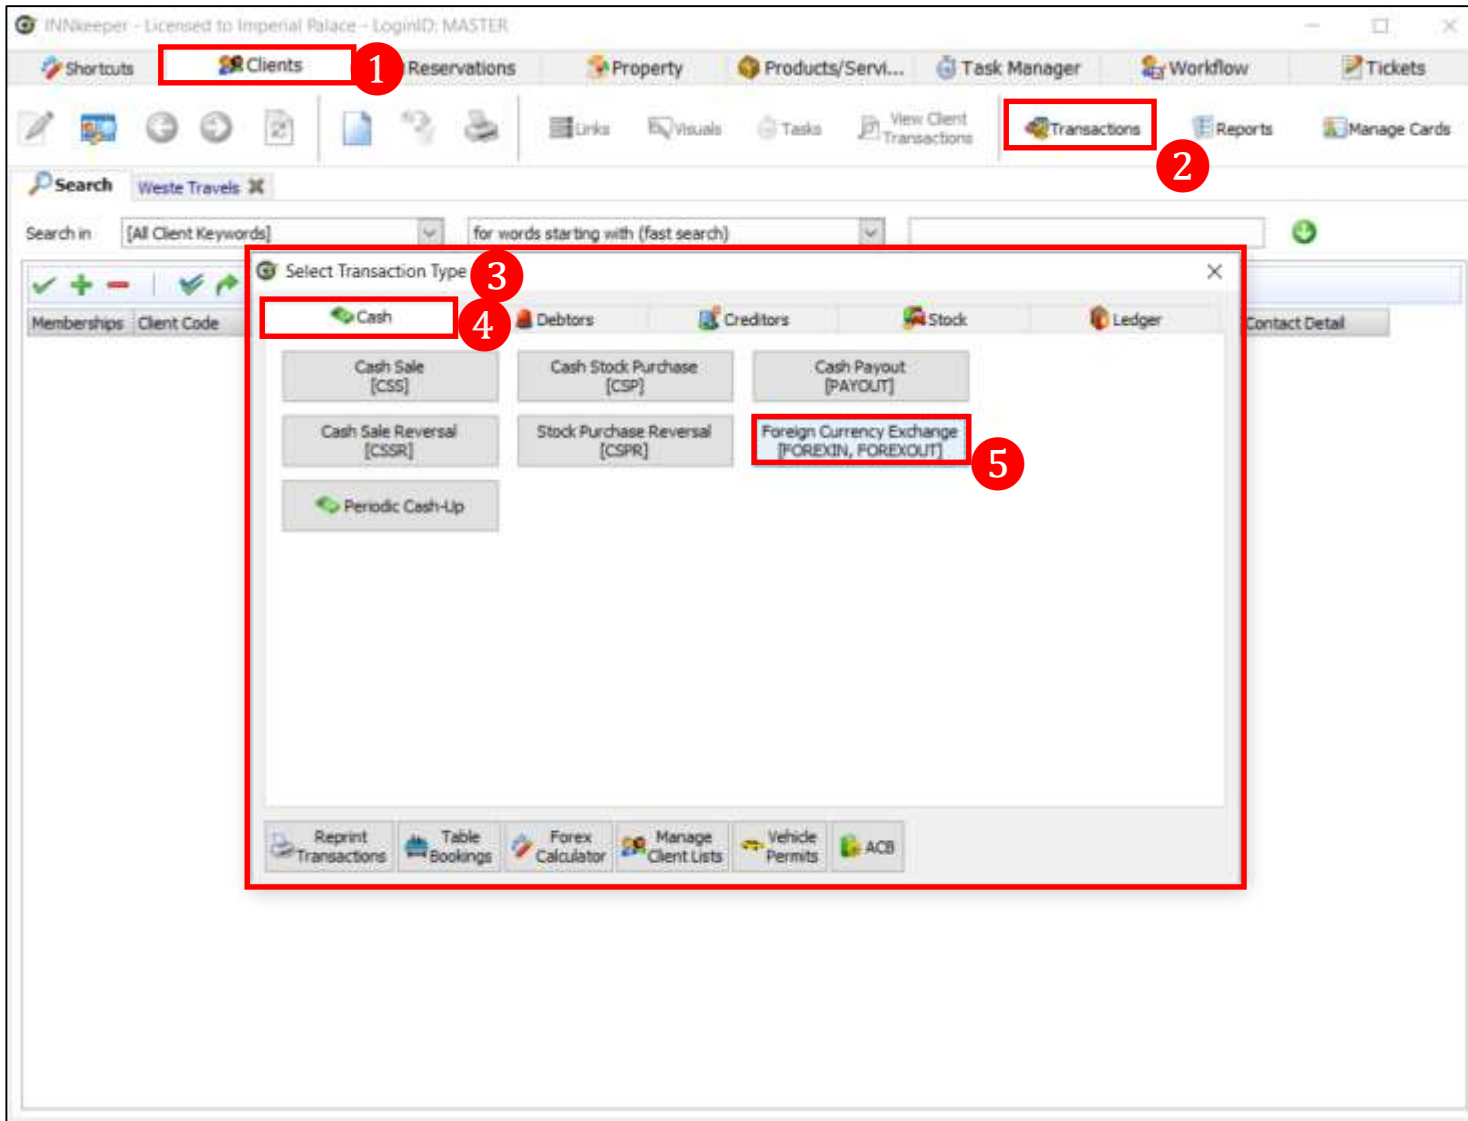 INNkeeper - Licensed to Imperial Palace - LoginID: MASTER
Shortcuts Clients 1 Reservations Property Products/Servi... Task Manager Workflow Tickets
Links Visuals Tasks View Client Transactions Transactions Reports Manage Cards
2
Search Weste Travels
Search in [All Client Keywords] for words starting with (fast search)
Select Transaction Type 3
Memberships Client Code Contact Detail
Cash 4 Debtors Creditors Stock Ledger
Cash Sale
[CSS]
Cash Stock Purchase
[CSP]
Cash Payout
[PAYOUT]
Cash Sale Reversal
[CSSR]
Stock Purchase Reversal
[CSPR]
Foreign Currency Exchange
[FOREXIN, FOREXOUT]
5
Periodic Cash-Up
Reprint
Transactions
Table
Bookings
Forex
Calculator
Manage
Client Lists
Vehicle
Permits
ACB